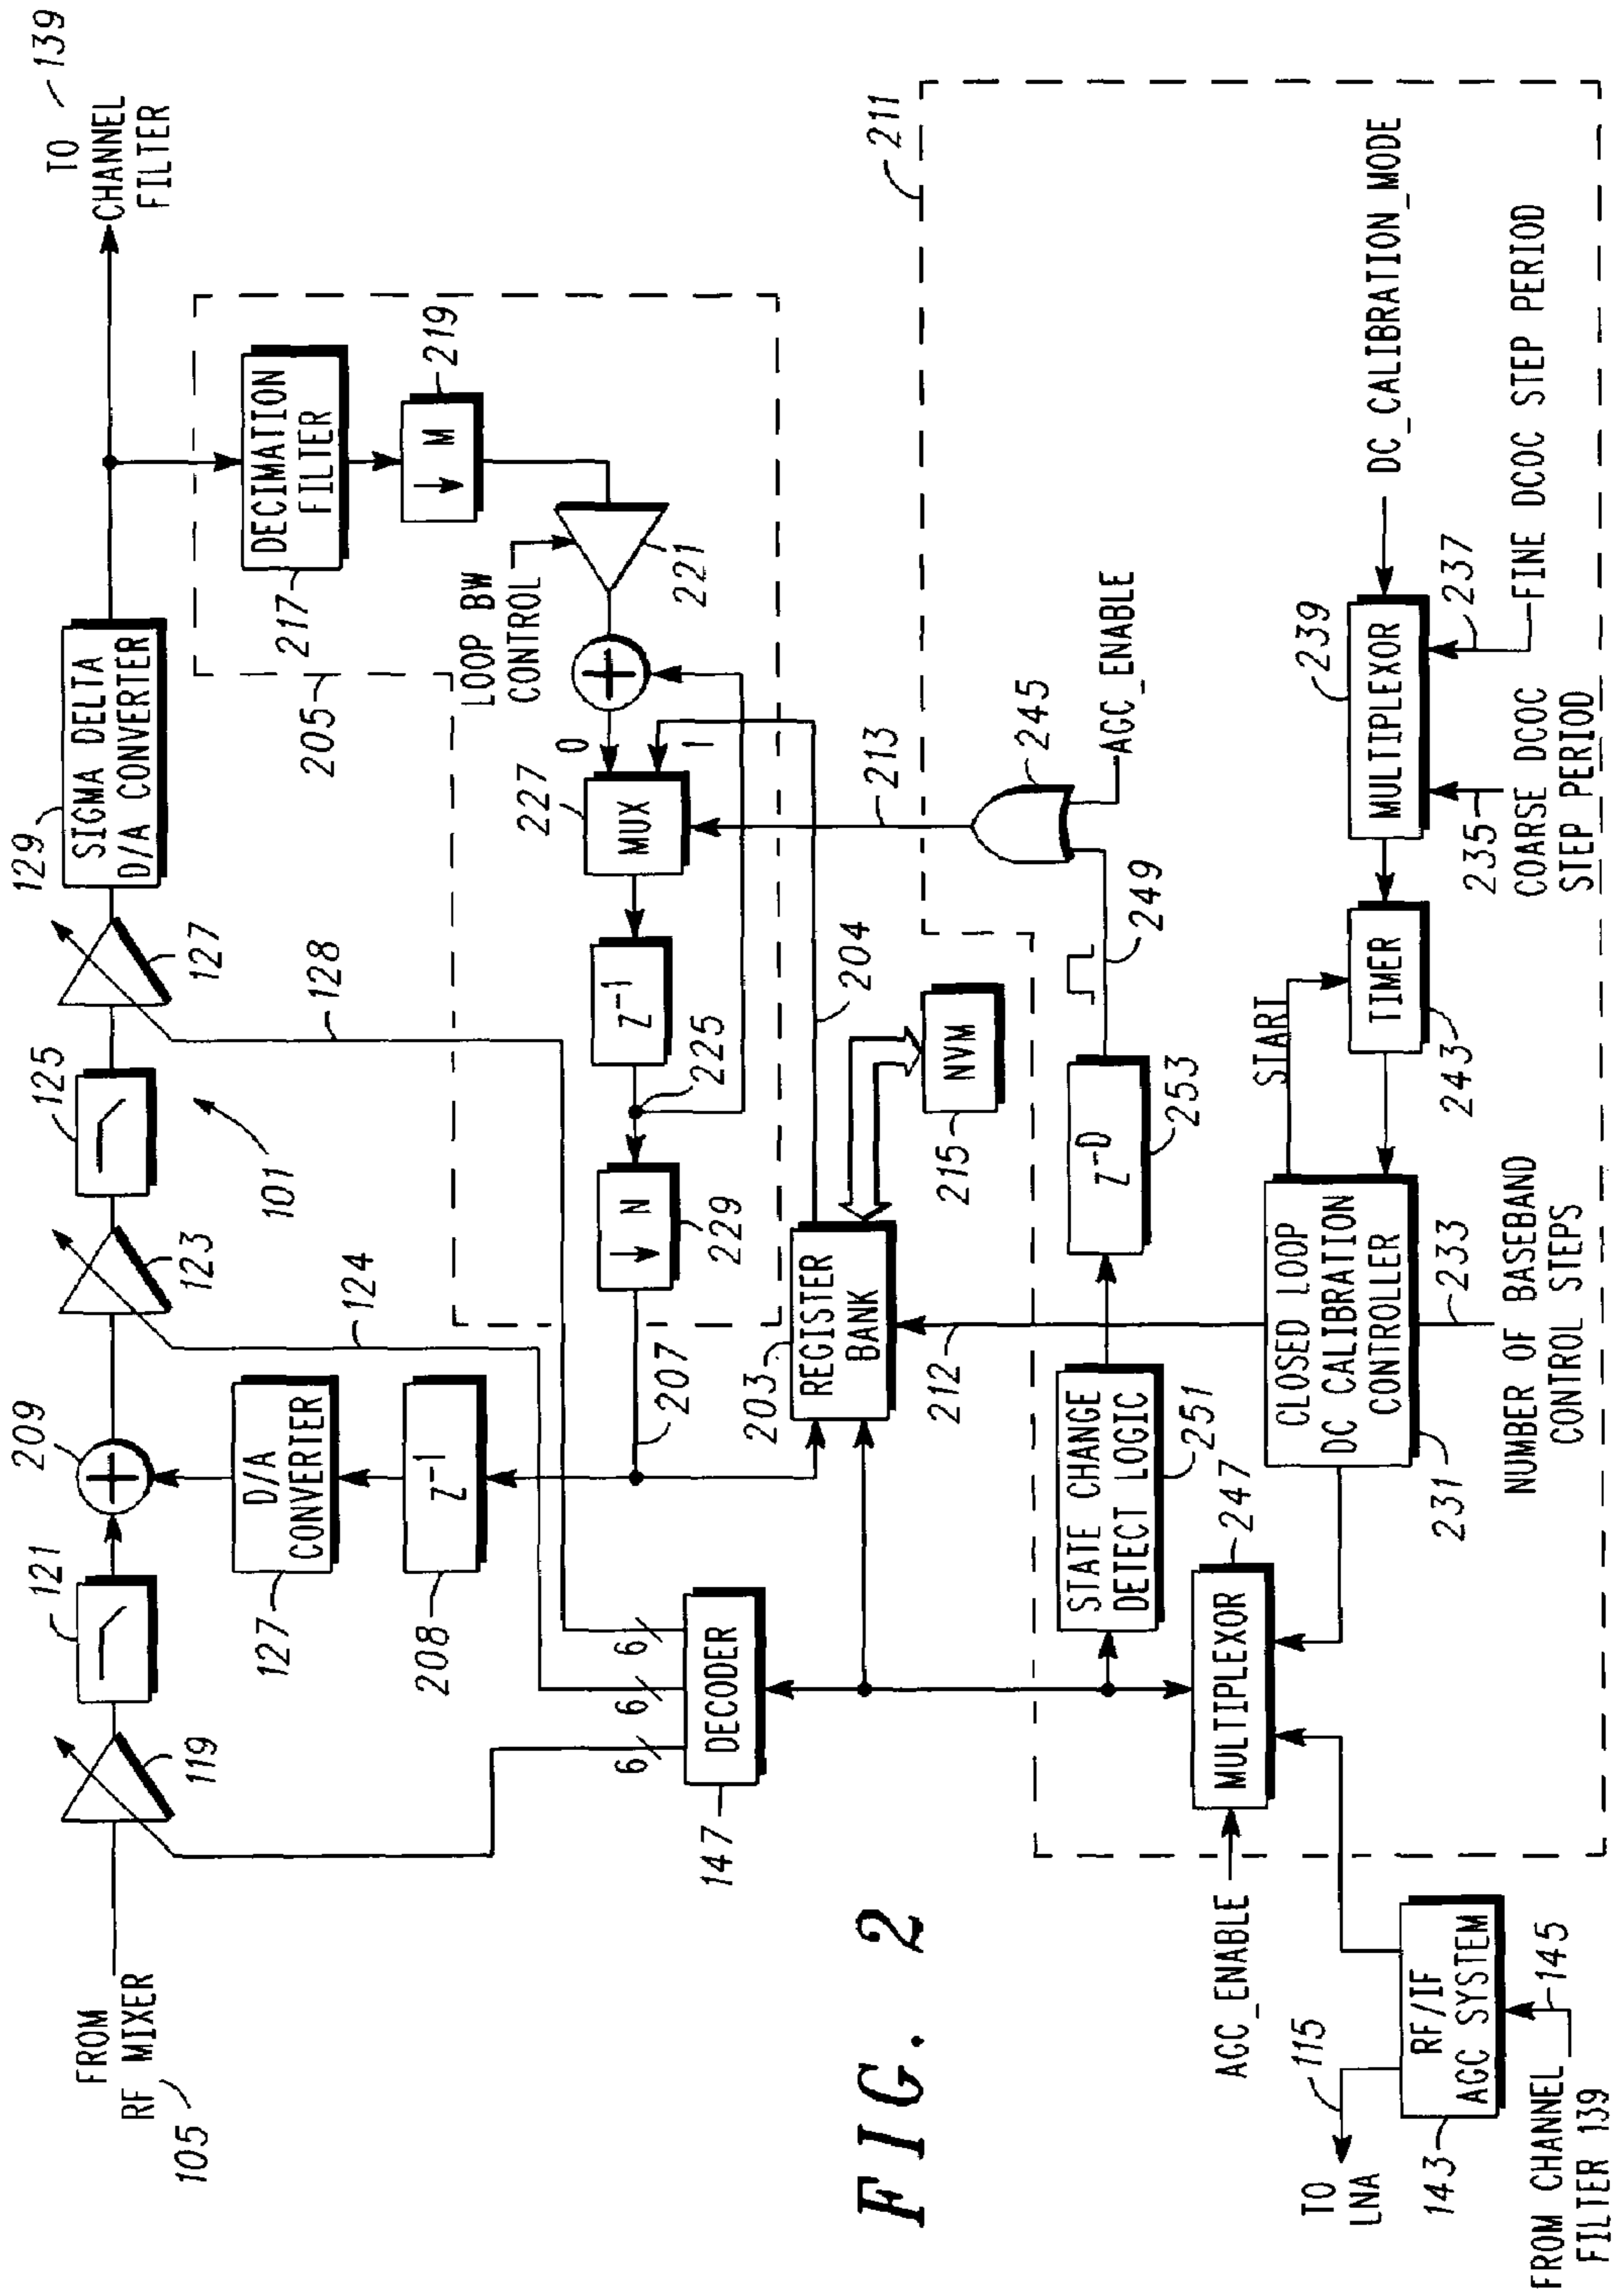 TO
CHANNEL
FILTER
139
FROM
RF MIXER
105
119
121
209
123
124
101
125
127
128
129
SIGMA DELTA
D/A CONVERTER
D/A
CONVERTER
127
Z-1
208
207
205
DECIMATION
FILTER
217
↓ M
219
LOOP BW
CONTROL
221
0
1
MUX
227
Z-1
225
↓ N
229
6
6
6
DECODER
147
REGISTER
BANK
203
204
NVM
215
212
213
211
245
AGC_ENABLE
249
Z-D
253
STATE CHANGE
DETECT LOGIC
251
MULTIPLEXOR
247
AGC_ENABLE
CLOSED LOOP
DC CALIBRATION
CONTROLLER
231
233
NUMBER OF BASEBAND
CONTROL STEPS
START
TIMER
243
MULTIPLEXOR
239
DC_CALIBRATION_MODE
237
FINE DCOC STEP PERIOD
235
COARSE DCOC
STEP PERIOD
RF/IF
AGC SYSTEM
143
145
FROM CHANNEL
FILTER 139
115
TO
LNA
FIG. 2